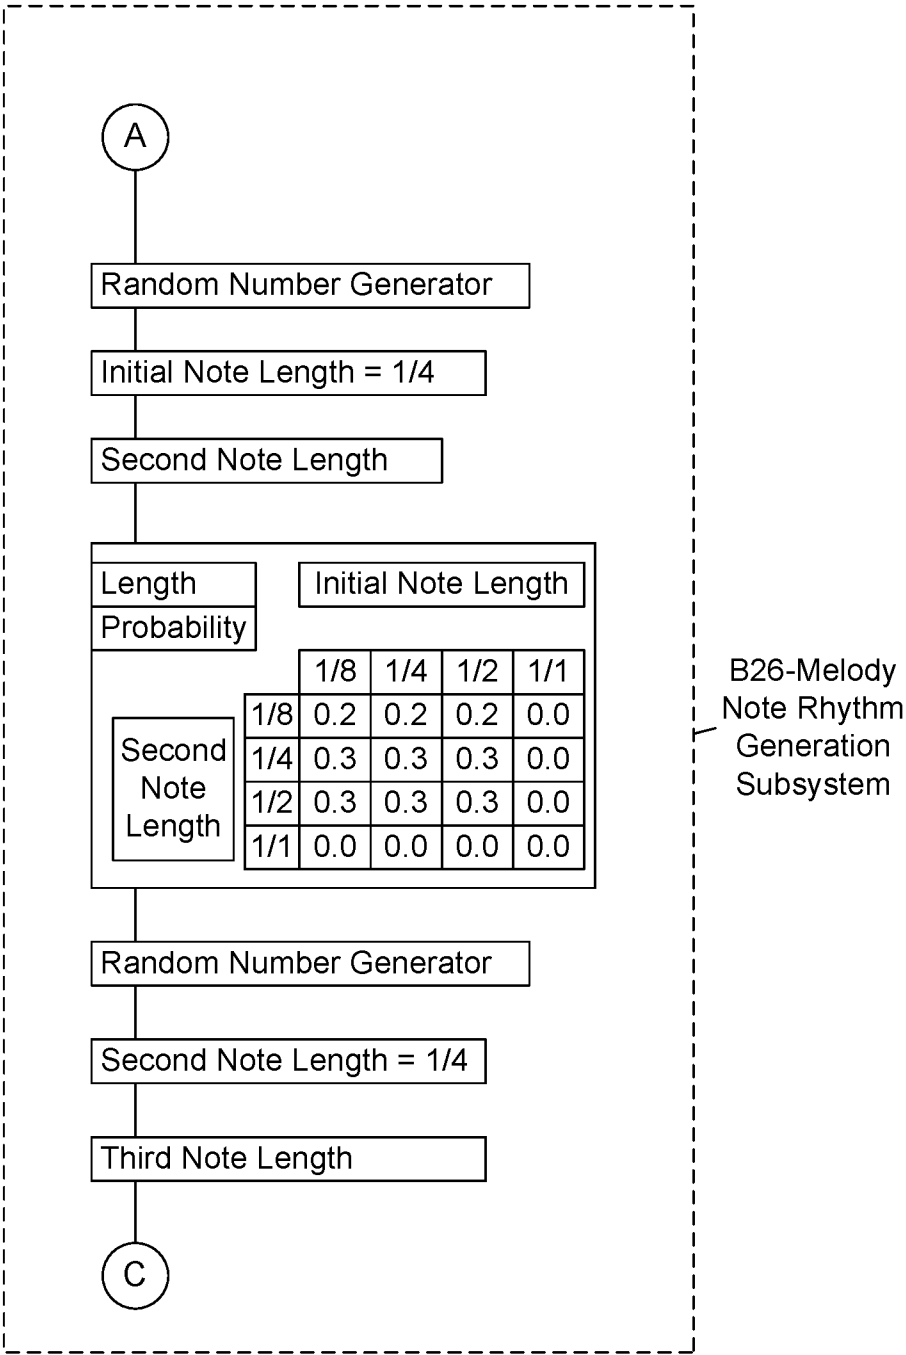 A
Random Number Generator
Initial Note Length = 1/4
Second Note Length
Length
Initial Note Length
Probability
1/8 1/4 1/2 1/1
1/8 0.2 0.2 0.2 0.0
1/4 0.3 0.3 0.3 0.0
1/2 0.3 0.3 0.3 0.0
1/1 0.0 0.0 0.0 0.0
Second
Note
Length
B26-Melody
Note Rhythm
Generation
Subsystem
Random Number Generator
Second Note Length = 1/4
Third Note Length
C